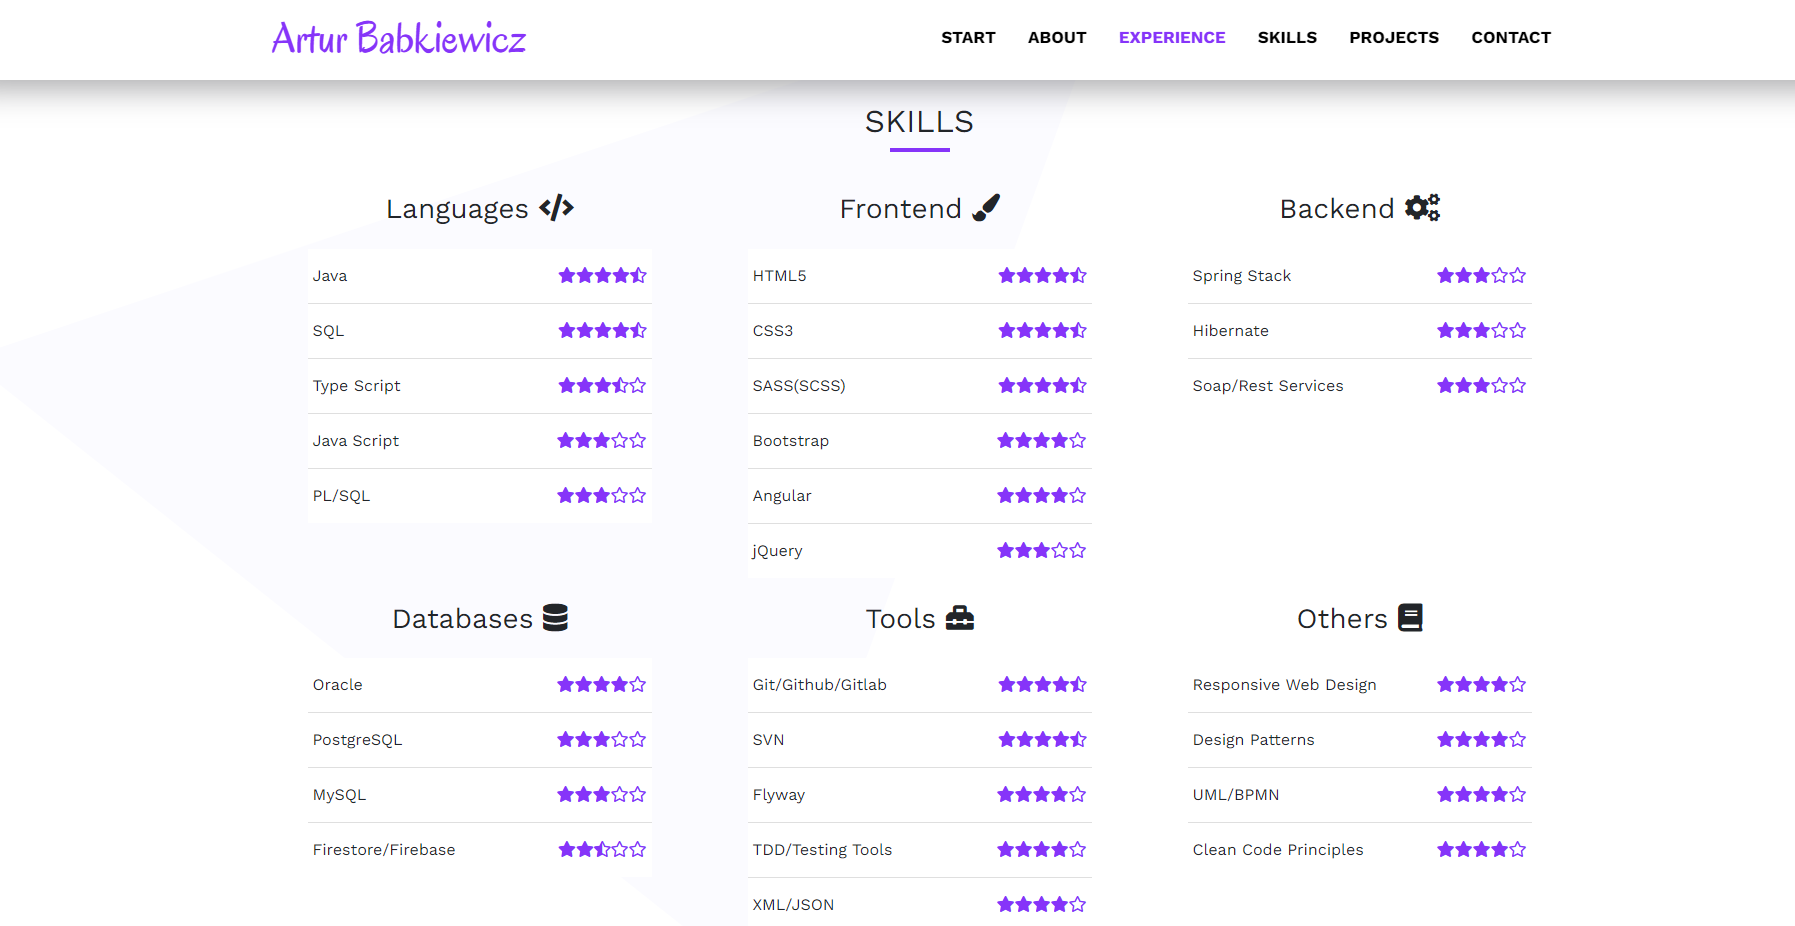 Artur Babkiewicz
START ABOUT EXPERIENCE SKILLS PROJECTS CONTACT
SKILLS
Languages
Java
SQL
Type Script
Java Script
PL/SQL
Frontend
HTML5
CSS3
SASS(SCSS)
Bootstrap
Angular
jQuery
Backend
Spring Stack
Hibernate
Soap/Rest Services
Databases
Oracle
PostgreSQL
MySQL
Firestore/Firebase
Tools
Git/Github/Gitlab
SVN
Flyway
TDD/Testing Tools
XML/JSON
Others
Responsive Web Design
Design Patterns
UML/BPMN
Clean Code Principles